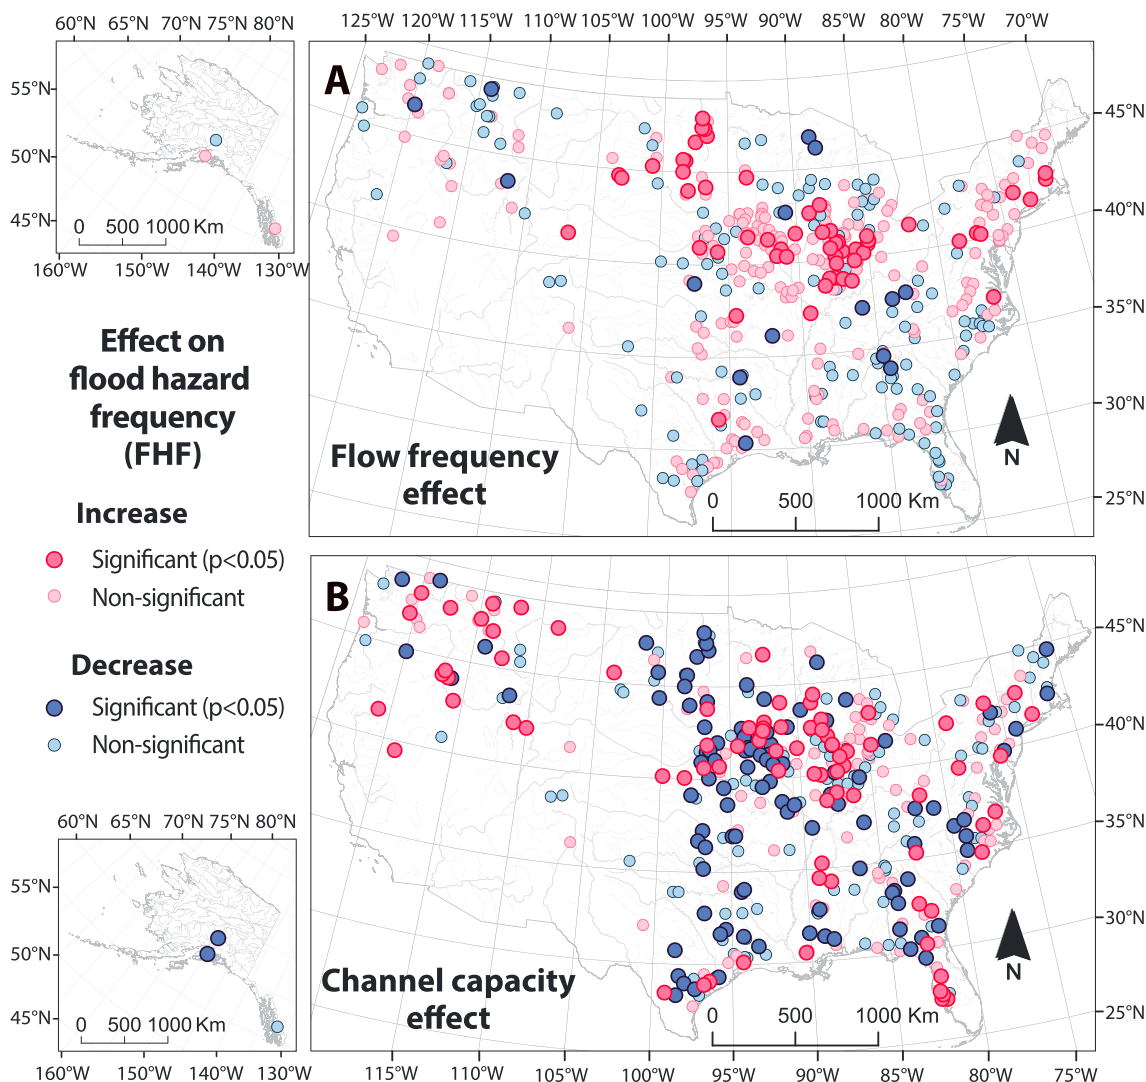 60°N 65°N 70°N 75°N 80°N
125°W 120°W 115°W 110°W 105°W 100°W 95°W 90°W 85°W 80°W 75°W 70°W
A
55°N
50°N
45°N
0 500 1000 Km
160°W 150°W 140°W 130°W
45°N
40°N
35°N
30°N
25°N
Flow frequency
effect
N
0 500 1000 Km
Effect on
flood hazard
frequency
(FHF)
Increase
Significant (p<0.05)
Non-significant
Decrease
Significant (p<0.05)
Non-significant
B
45°N
40°N
35°N
30°N
25°N
Channel capacity
effect
N
0 500 1000 Km
60°N 65°N 70°N 75°N 80°N
55°N
50°N
45°N
0 500 1000 Km
160°W 150°W 140°W 130°W
115°W 110°W 105°W 100°W 95°W 90°W 85°W 80°W 75°W